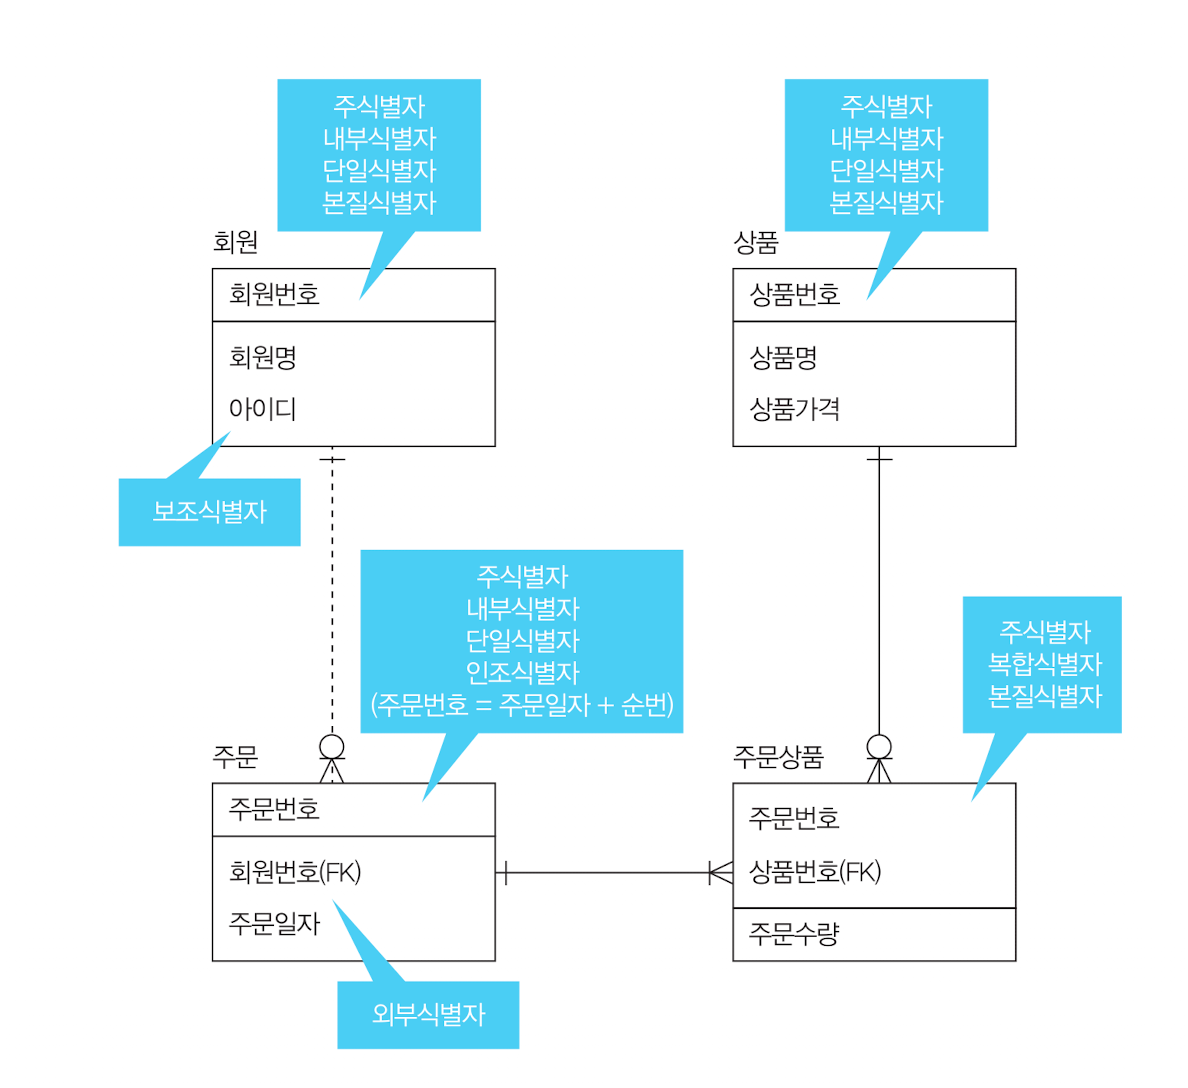 주식별자
내부식별자
단일식별자
본질식별자
회원
회원번호
회원명
아이디
보조식별자
주식별자
내부식별자
단일식별자
본질식별자
상품
상품번호
상품명
상품가격
주식별자
내부식별자
단일식별자
인조식별자
(주문번호 = 주문일자 + 순번)
주문
주문번호
회원번호(FK)
주문일자
외부식별자
주식별자
복합식별자
본질식별자
주문상품
주문번호
상품번호(FK)
주문수량